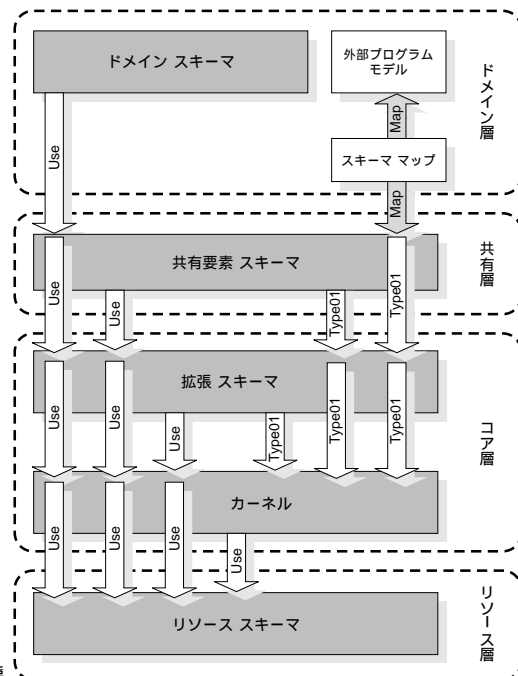 ドメイン スキーマ
外部プログラム
モデル
ドメイン層
Use
Map
スキーマ マップ
Map
共有要素 スキーマ
共有層
Use
Use
Type01
Type01
拡張 スキーマ
コア層
Use
Use
Use
Type01
Type01
Type01
カーネル
Use
Use
Use
Use
リソース スキーマ
リソース層